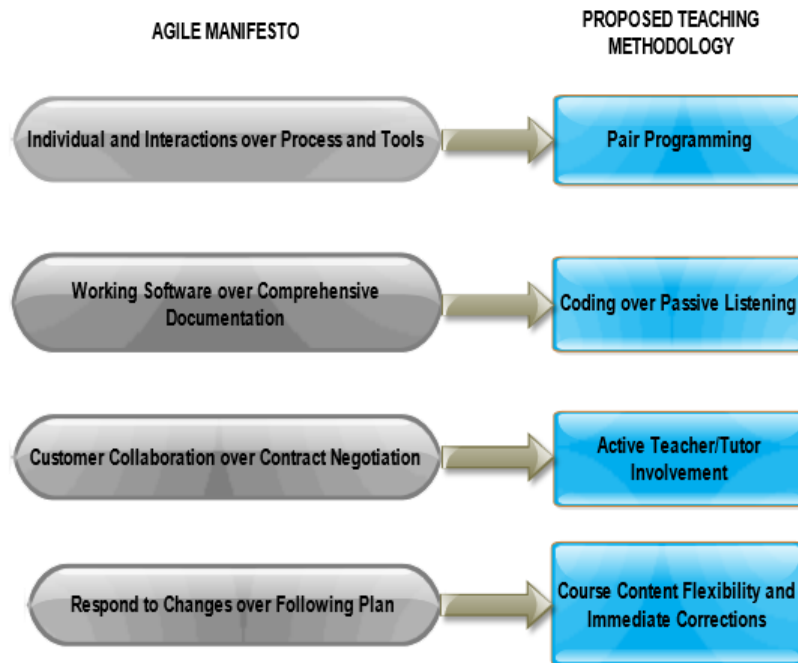 AGILE MANIFESTO
PROPOSED TEACHING
METHODOLOGY
Individual and Interactions over Process and Tools
Pair Programming
Working Software over Comprehensive
Documentation
Coding over Passive Listening
Customer Collaboration over Contract Negotiation
Active Teacher/Tutor
Involvement
Respond to Changes over Following Plan
Course Content Flexibility and
Immediate Corrections